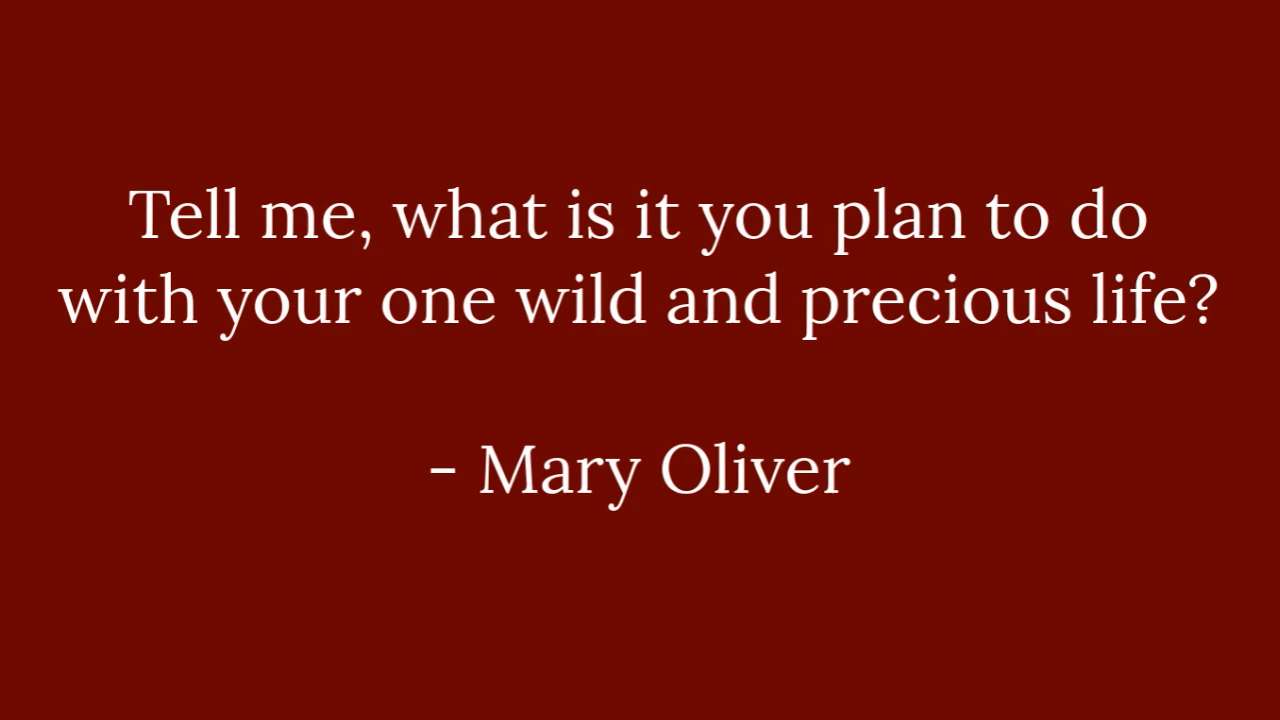 Tell me, what is it you plan to do
with your one wild and precious life?
- Mary Oliver